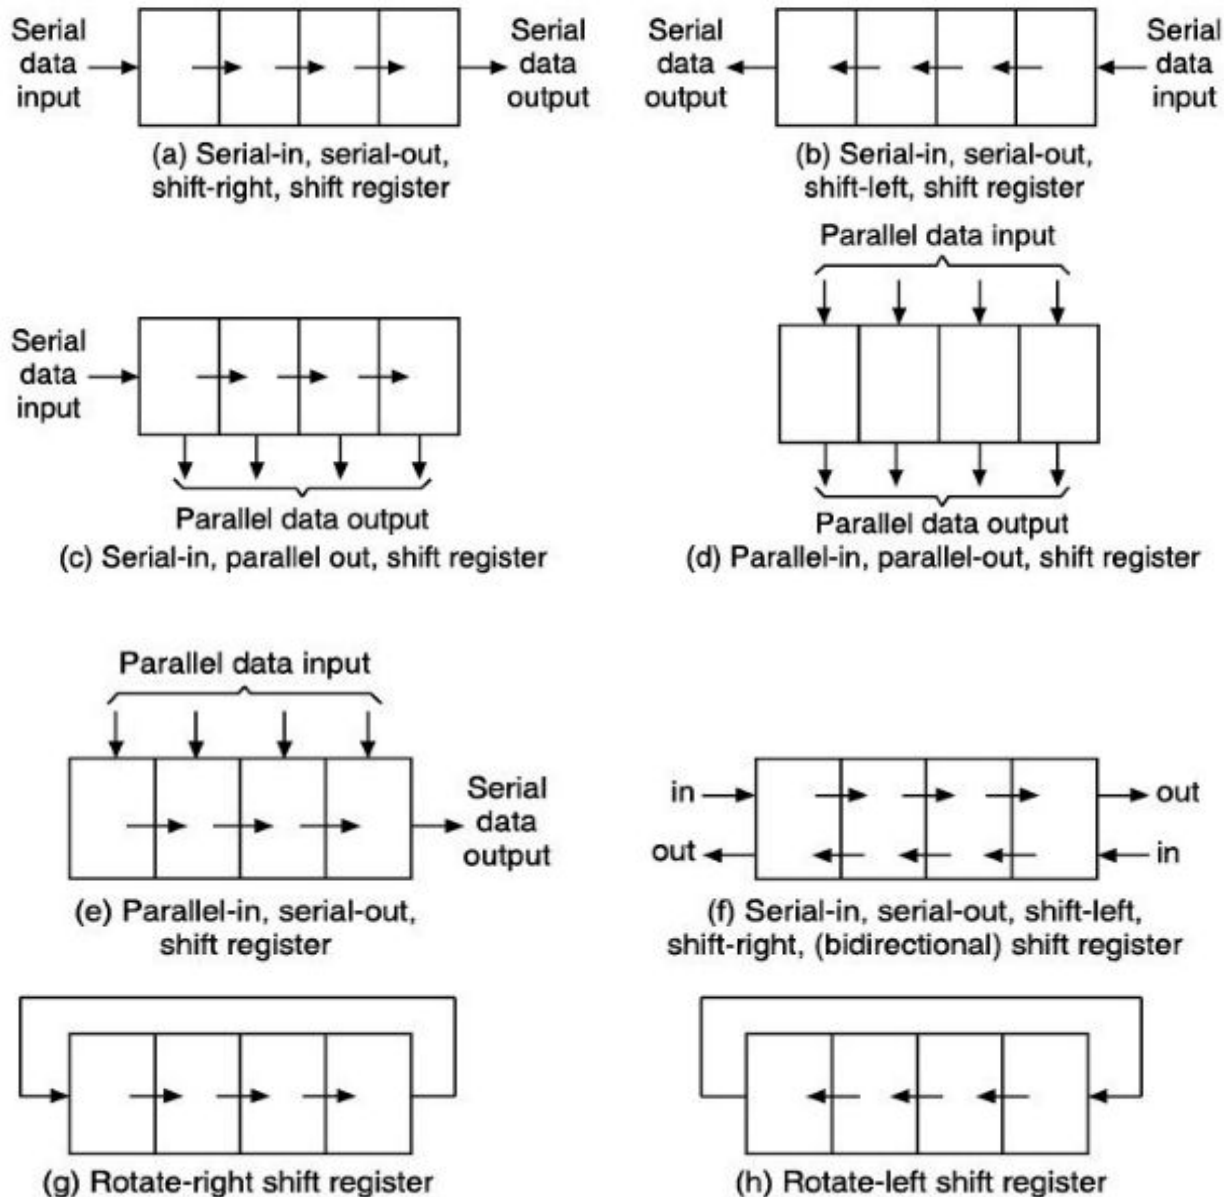 Serial
data
input
Serial
data
output
(a) Serial-in, serial-out,
shift-right, shift register
Serial
data
output
Serial
data
input
(b) Serial-in, serial-out,
shift-left, shift register
Serial
data
input
Parallel data output
(c) Serial-in, parallel out, shift register
Parallel data input
Parallel data output
(d) Parallel-in, parallel-out, shift register
Parallel data input
Serial
data
output
(e) Parallel-in, serial-out,
shift register
in
out
out
in
(f) Serial-in, serial-out, shift-left,
shift-right, (bidirectional) shift register
(g) Rotate-right shift register
(h) Rotate-left shift register